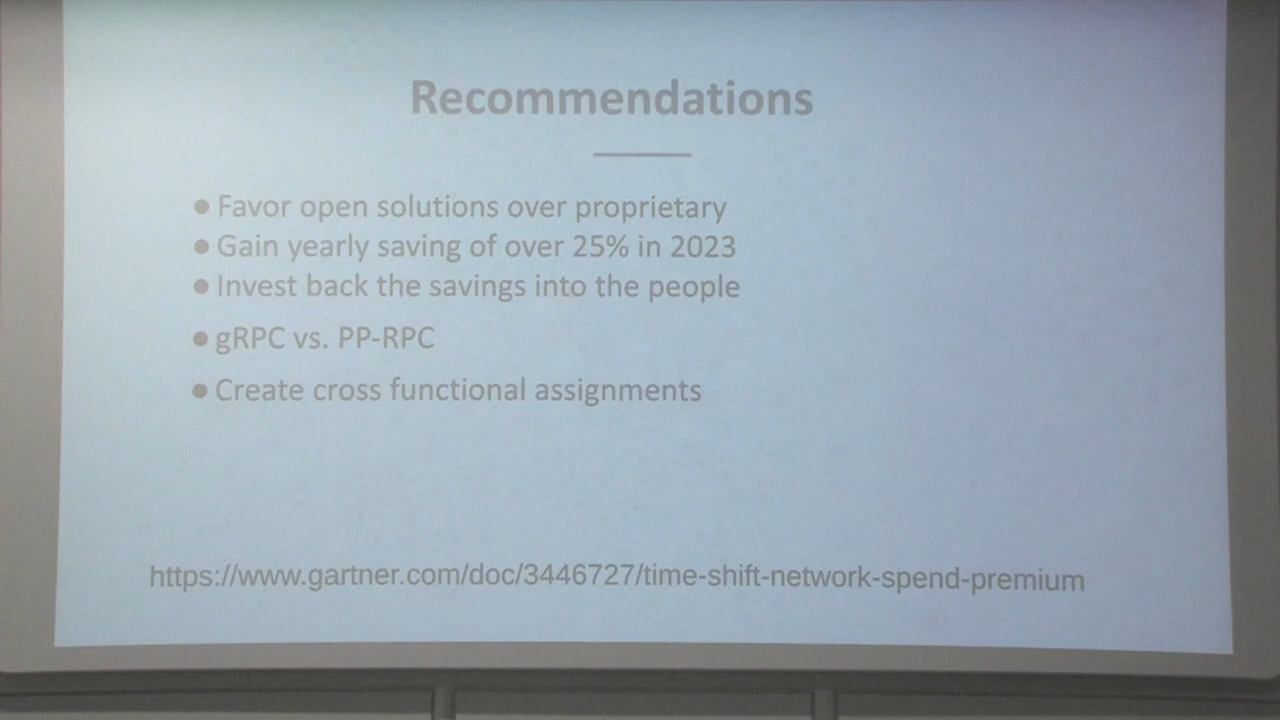 Recommendations
● Favor open solutions over proprietary
● Gain yearly saving of over 25% in 2023
● Invest back the savings into the people
● gRPC vs. PP-RPC
● Create cross functional assignments
https://www.gartner.com/doc/3446727/time-shift-network-spend-premium